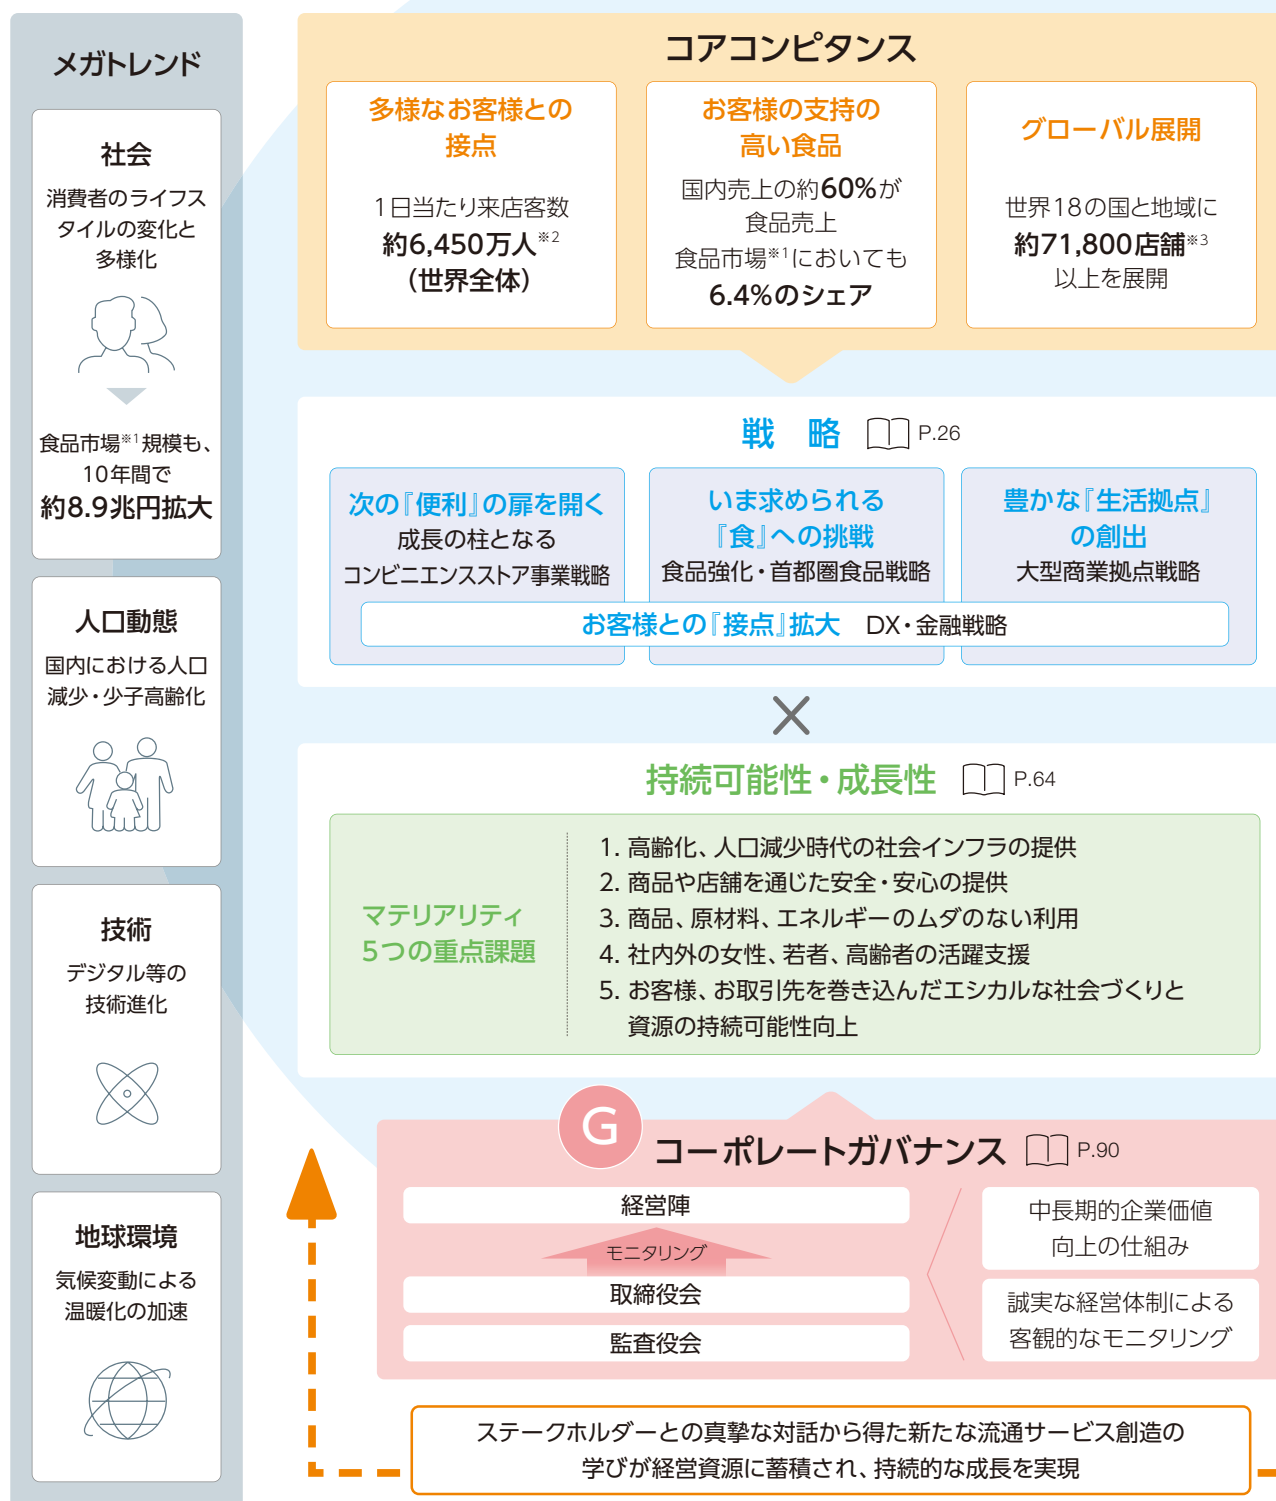 メガトレンド
社会
消費者のライフス
タイルの変化と
多様化
食品市場※1規模も、
10年間で
約8.9兆円拡大
人口動態
国内における人口
減少・少子高齢化
技術
デジタル等の
技術進化
地球環境
気候変動による
温暖化の加速
コアコンピタンス
多様なお客様との
接点
1日当たり来店客数
約6,450万人※2
（世界全体）
お客様の支持の
高い食品
国内売上の約60%が
食品売上
食品市場※1においても
6.4%のシェア
グローバル展開
世界18の国と地域に
約71,800店舗※3
以上を展開
戦 略 P.26
次の『便利』の扉を開く
成長の柱となる
コンビニエンスストア事業戦略
いま求められる
『食』への挑戦
食品強化・首都圏食品戦略
豊かな『生活拠点』
の創出
大型商業拠点戦略
お客様との『接点』拡大 DX・金融戦略
持続可能性・成長性 P.64
マテリアリティ
5つの重点課題
1. 高齢化、人口減少時代の社会インフラの提供
2. 商品や店舗を通じた安全・安心の提供
3. 商品、原材料、エネルギーのムダのない利用
4. 社内外の女性、若者、高齢者の活躍支援
5. お客様、お取引先を巻き込んだエシカルな社会づくりと
資源の持続可能性向上
G
コーポレートガバナンス P.90
経営陣
モニタリング
取締役会
監査役会
中長期的企業価値
向上の仕組み
誠実な経営体制による
客観的なモニタリング
ステークホルダーとの真摯な対話から得た新たな流通サービス創造の
学びが経営資源に蓄積され、持続的な成長を実現